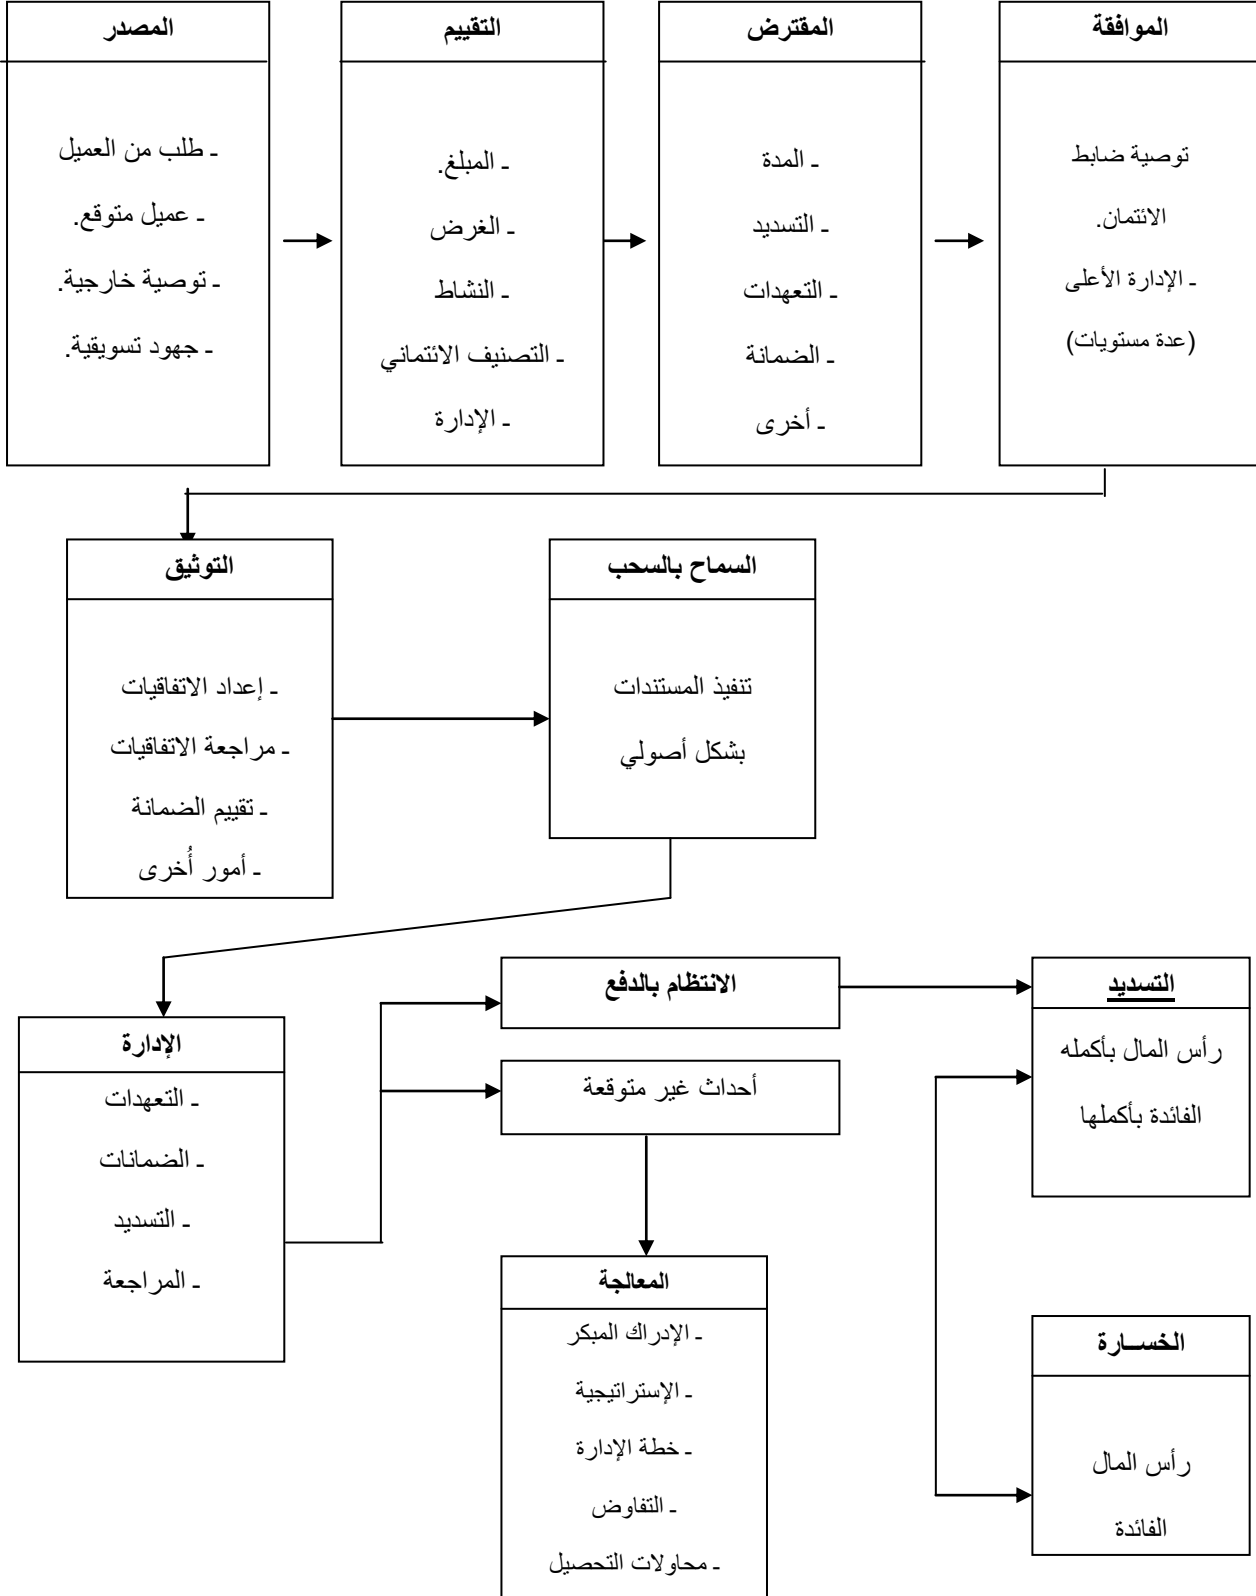 المصدر
ـ طلب من العميل
ـ عميل متوقع.
ـ توصية خارجية.
ـ جهود تسويقية.
التقييم
ـ المبلغ.
ـ الغرض
ـ النشاط
ـ التصنيف الائتماني
ـ الإدارة
المقترض
ـ المدة
ـ التسديد
ـ التعهدات
ـ الضمانة
ـ أخرى
الموافقة
توصية ضابط
الائتمان.
ـ الإدارة الأعلى
(عدة مستويات)
التوثيق
ـ إعداد الاتفاقيات
ـ مراجعة الاتفاقيات
ـ تقييم الضمانة
ـ أمور أُخرى
السماح بالسحب
تنفيذ المستندات
بشكل أصولي
الإدارة
ـ التعهدات
ـ الضمانات
ـ التسديد
ـ المراجعة
الانتظام بالدفع
أحداث غير متوقعة
المعالجة
ـ الإدراك المبكر
ـ الإستراتيجية
ـ خطة الإدارة
ـ التفاوض
ـ محاولات التحصيل
التسديد
رأس المال بأكمله
الفائدة بأكملها
الخســارة
رأس المال
الفائدة